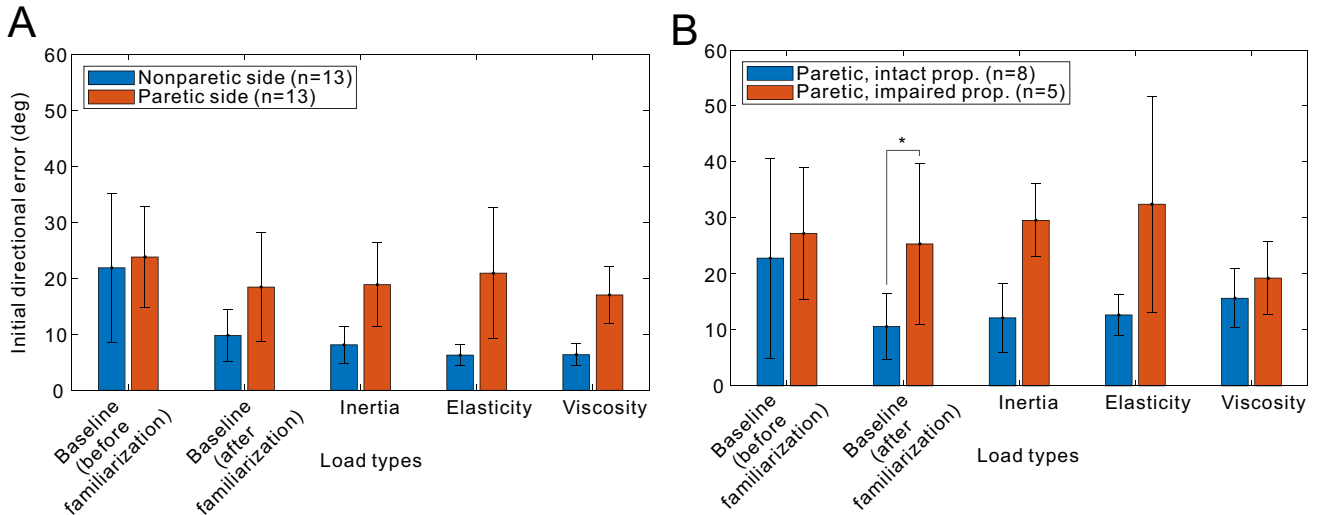 A
60
50
40
30
20
10
0
Initial directional error (deg)
Nonparetic side (n=13)
Paretic side (n=13)
Baseline
(before
familiarization)
Baseline
(after
familiarization)
Inertia
Elasticity
Viscosity
Load types
B
60
50
40
30
20
10
0
Paretic, intact prop. (n=8)
Paretic, impaired prop. (n=5)
*
Baseline
(before
familiarization)
Baseline
(after
familiarization)
Inertia
Elasticity
Viscosity
Load types